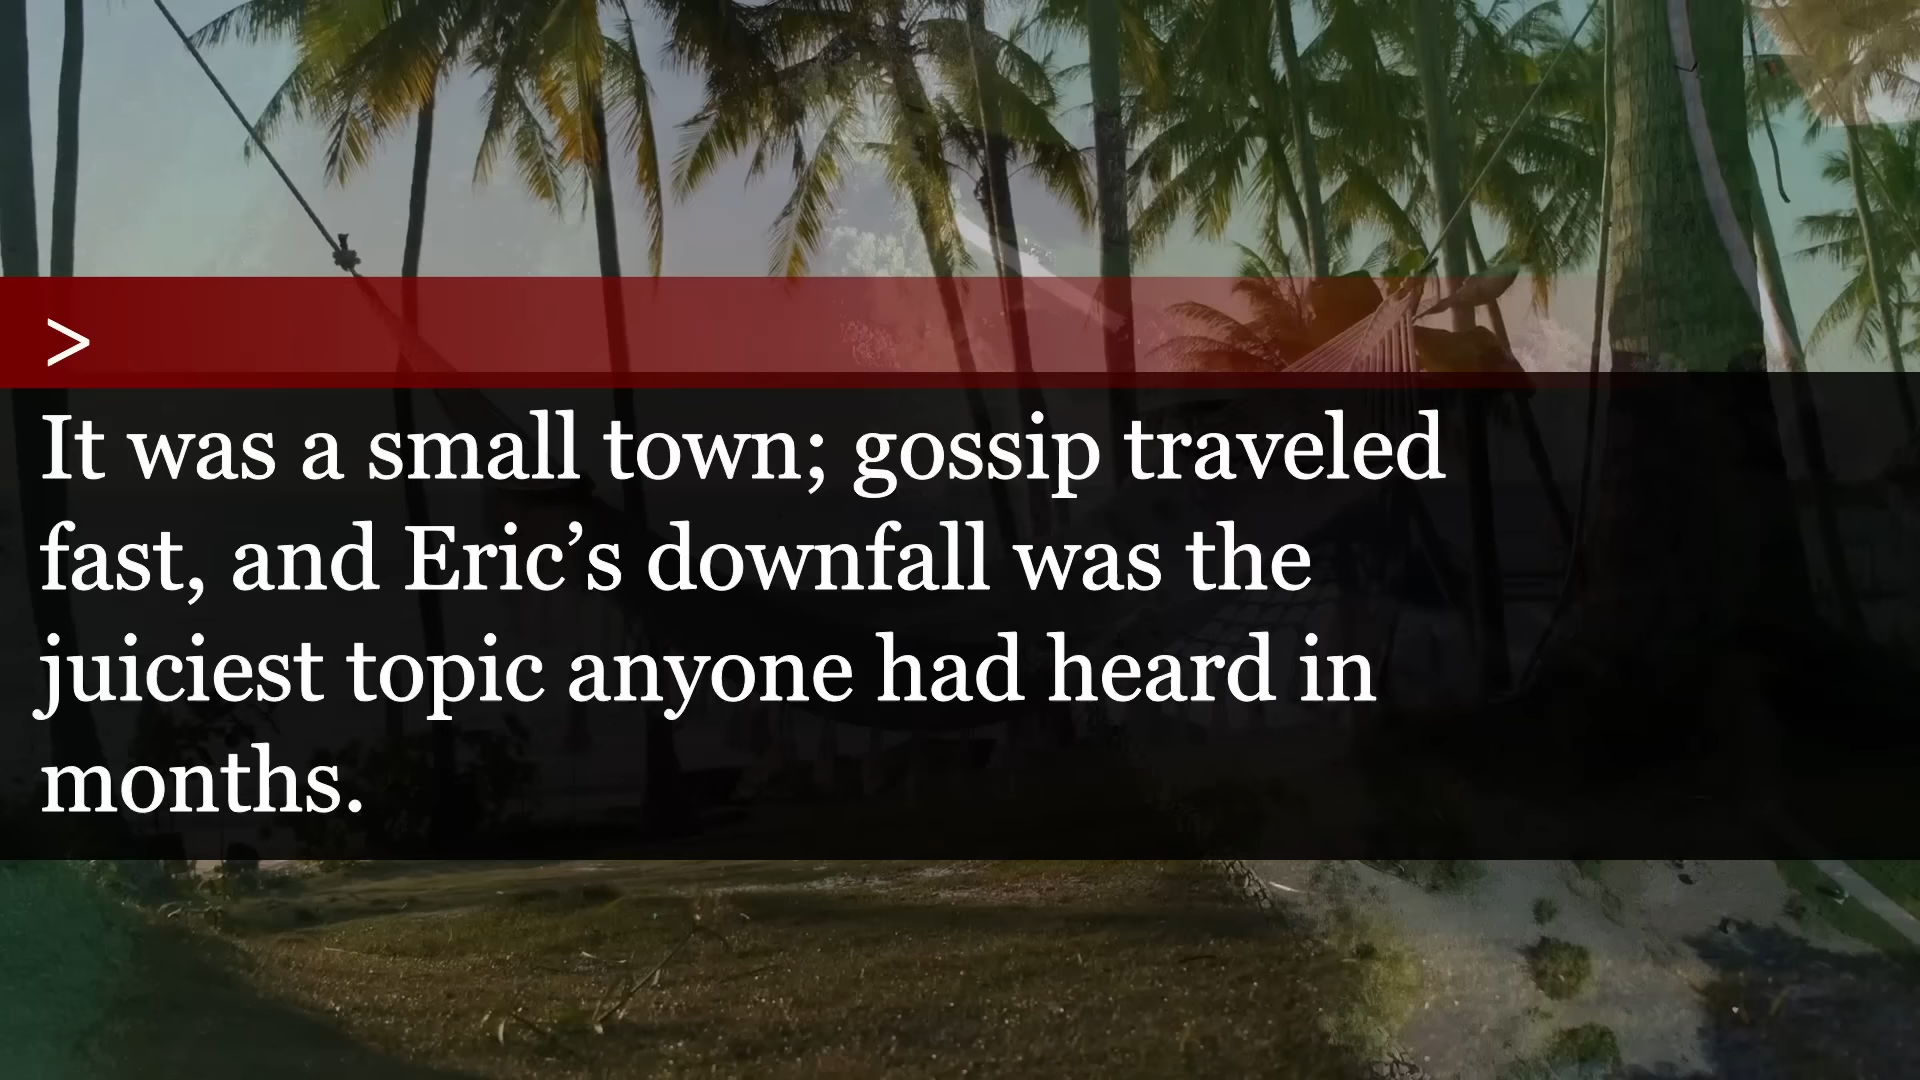 >
It was a small town; gossip traveled
fast, and Eric’s downfall was the
juiciest topic anyone had heard in
months.